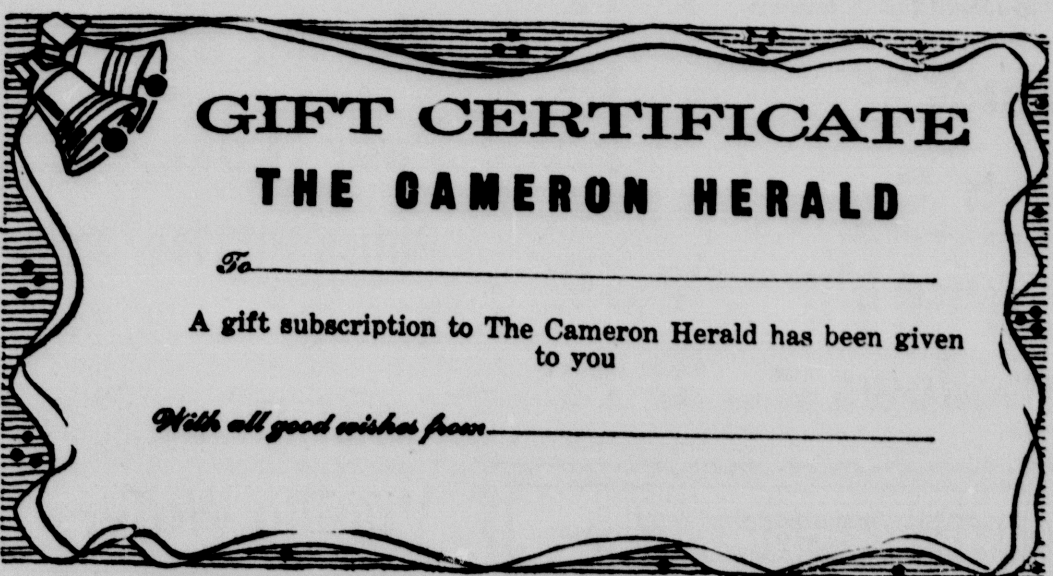 GIFT CERTIFICATE
THE CAMERON HERALD
To
A gift subscription to The Cameron Herald has been given
to you
With all good wishes from